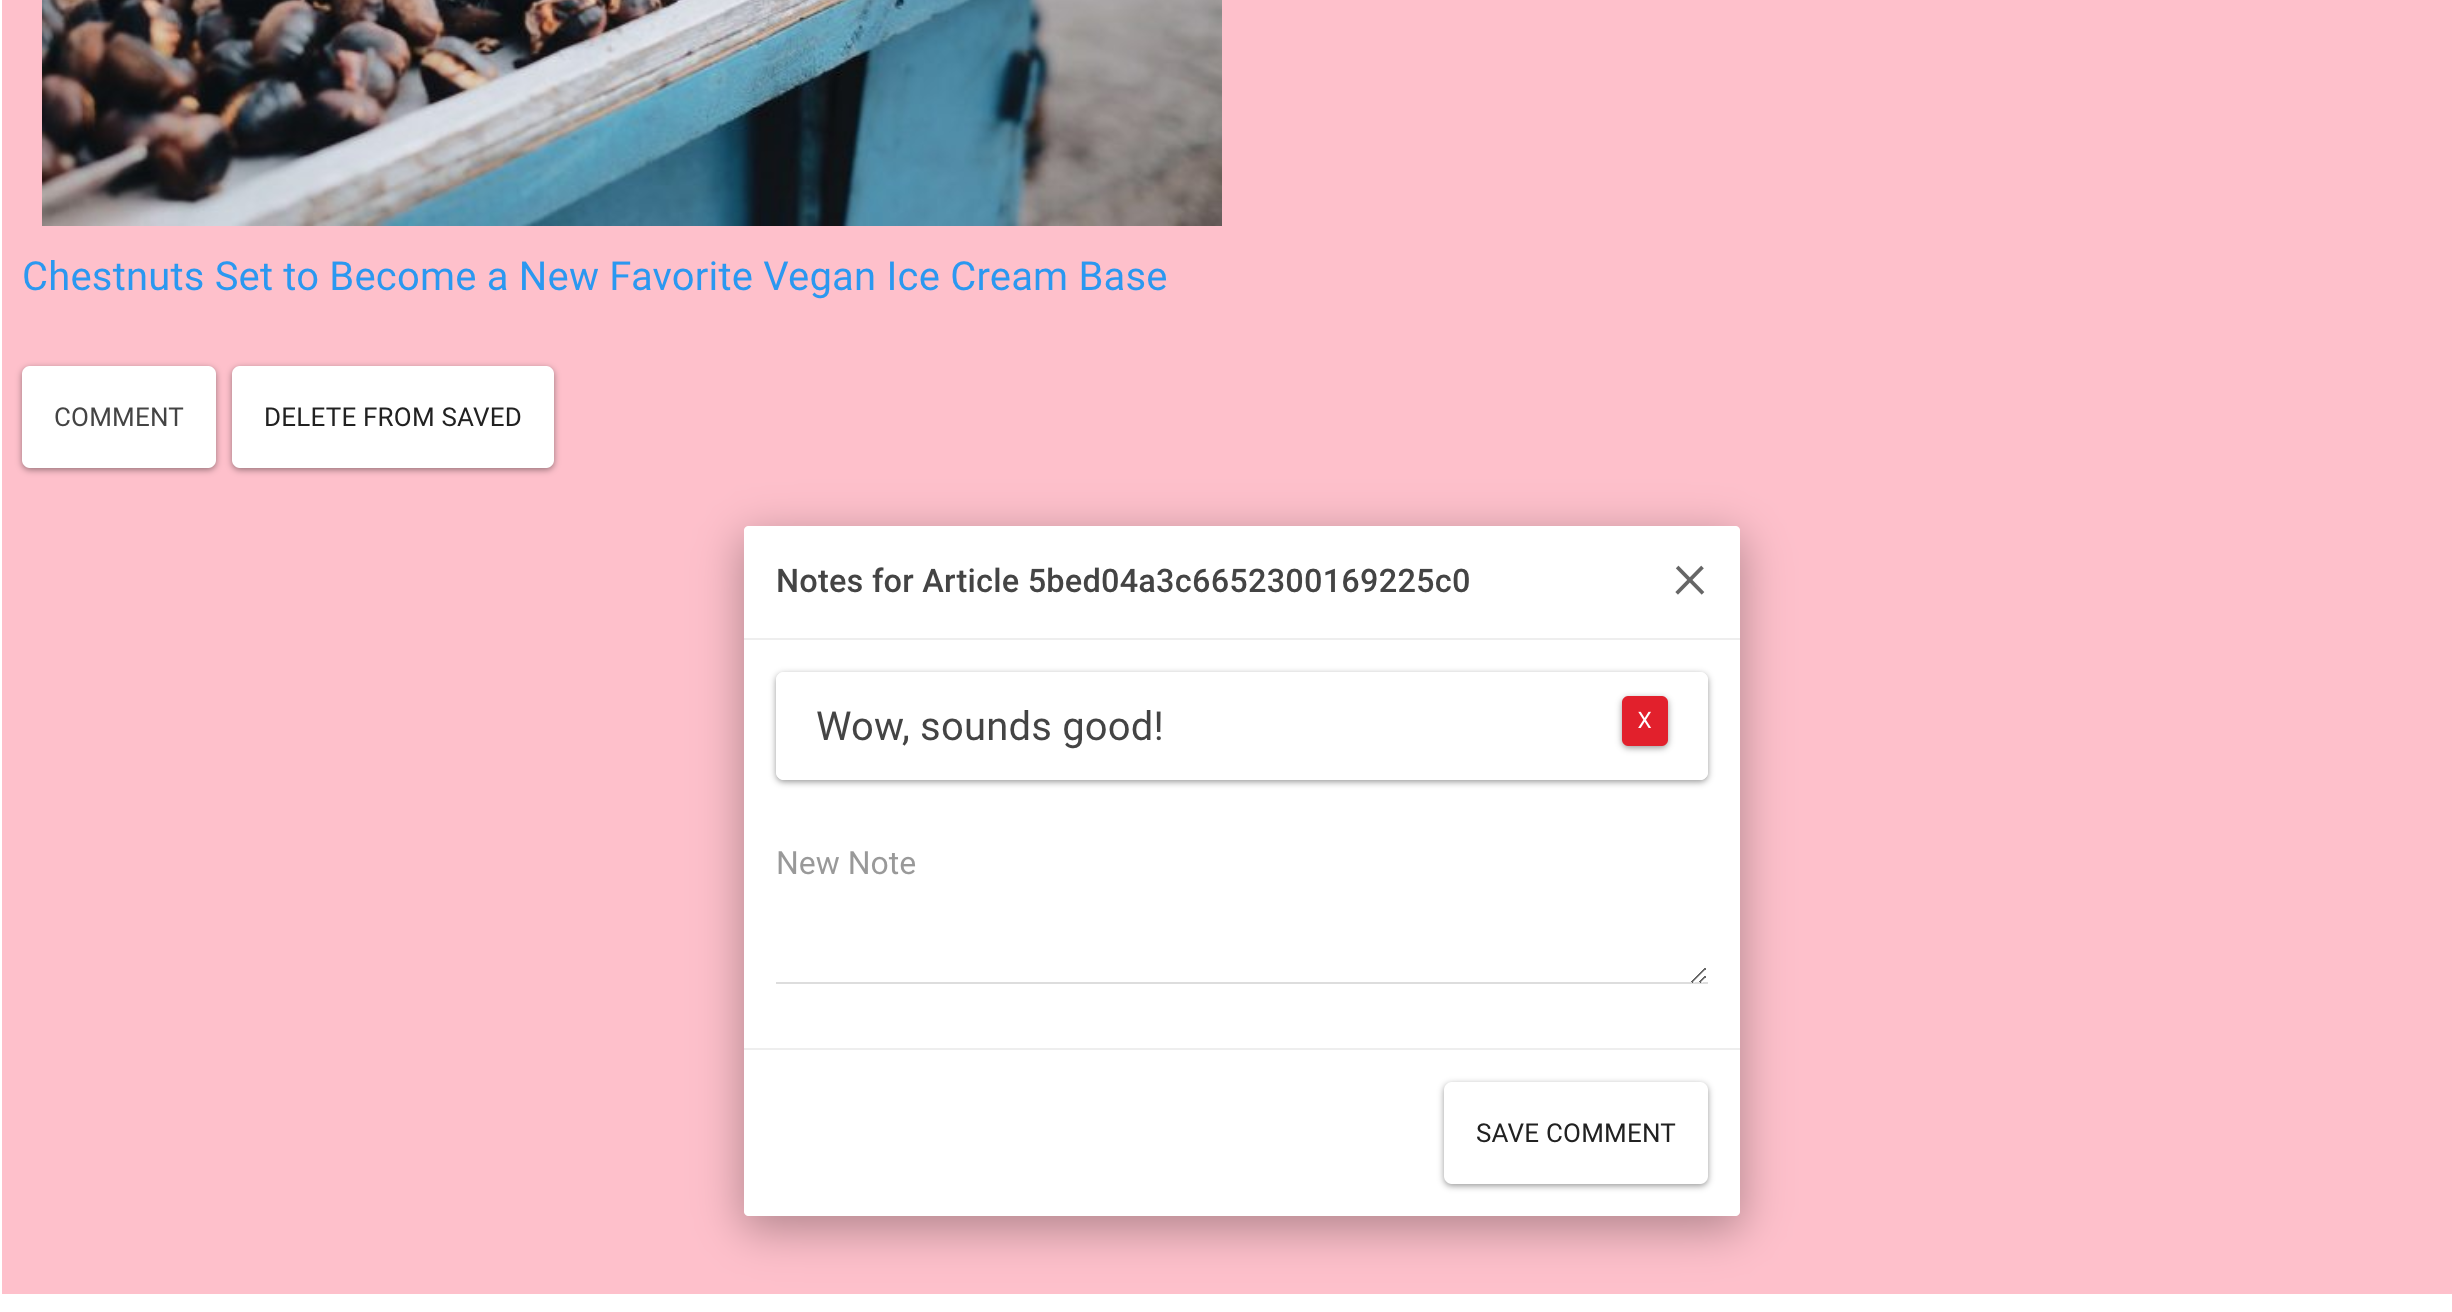 Chestnuts Set to Become a New Favorite Vegan Ice Cream Base
COMMENT
DELETE FROM SAVED
Notes for Article 5bed04a3c6652300169225c0
Wow, sounds good!
X
New Note
SAVE COMMENT